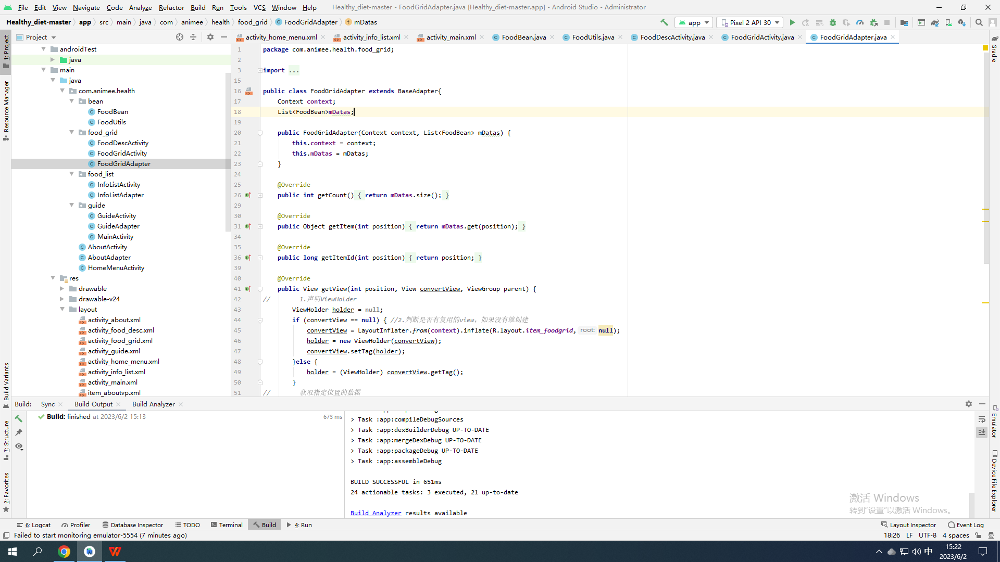 File Edit View Navigate Code Analyze Refactor Build Run Tools VCS Window Help Healthy_diet-master - FoodGridAdapter.java [Healthy_diet-master.app] - Android Studio - Administrator
Healthy_diet-master app src main java com animee health food_grid FoodGridAdapter mDatas app Pixel 2 API 30
Project
activity_home_menu.xml activity_info_list.xml activity_main.xml FoodBean.java FoodUtils.java FoodDescActivity.java FoodGridActivity.java FoodGridAdapter.java
1: Project
Resource Manager
Build Variants
7: Structure
2: Favorites
androidTest
java
main
java
com.animee.health
bean
FoodBean
FoodUtils
food_grid
FoodDescActivity
FoodGridActivity
FoodGridAdapter
food_list
InfoListActivity
InfoListAdapter
guide
GuideActivity
GuideAdapter
MainActivity
AboutActivity
AboutAdapter
HomeMenuActivity
res
drawable
drawable-v24
layout
activity_about.xml
activity_food_desc.xml
activity_food_grid.xml
activity_guide.xml
activity_home_menu.xml
activity_info_list.xml
activity_main.xml
item_aboutvp.xml
1 package com.animee.health.food_grid;
2
3 import ...
15
16 public class FoodGridAdapter extends BaseAdapter{
17 Context context;
18 List<FoodBean>mDatas;
19
20 public FoodGridAdapter(Context context, List<FoodBean> mDatas) {
21 this.context = context;
22 this.mDatas = mDatas;
23 }
24
25 @Override
26 public int getCount() { return mDatas.size(); }
29
30 @Override
31 public Object getItem(int position) { return mDatas.get(position); }
34
35 @Override
36 public long getItemId(int position) { return position; }
39
40 @Override
41 public View getView(int position, View convertView, ViewGroup parent) {
42 // 1.声明ViewHolder
43 ViewHolder holder = null;
44 if (convertView == null) { //2.判断是否有复用的view，如果没有就创建
45 convertView = LayoutInflater.from(context).inflate(R.layout.item_foodgrid, root: null);
46 holder = new ViewHolder(convertView);
47 convertView.setTag(holder);
48 }else {
49 holder = (ViewHolder) convertView.getTag();
50 }
51 // 获取指定位置的数据
Gradle
Emulator
Device File Explorer
Build: Sync Build Output Build Analyzer
Build: finished at 2023/6/2 15:13 673 ms
> Task :app:compileDebugSources
> Task :app:dexBuilderDebug UP-TO-DATE
> Task :app:mergeDexDebug UP-TO-DATE
> Task :app:packageDebug UP-TO-DATE
> Task :app:assembleDebug
BUILD SUCCESSFUL in 651ms
24 actionable tasks: 3 executed, 21 up-to-date
Build Analyzer results available
激活 Windows
转到“设置”以激活 Windows。
6: Logcat Profiler Database Inspector TODO Terminal Build 4: Run Layout Inspector Event Log
Failed to start monitoring emulator-5554 (7 minutes ago) 18:26 LF UTF-8 4 spaces
中 15:22
2023/6/2